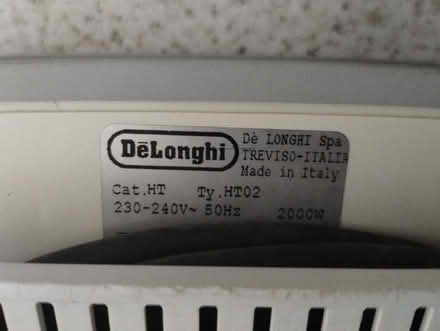 DēLonghi
Dè LONGHI Spa
TREVISO-ITALIA
Made in Italy
Cat.HT Ty.HT02
230-240V~ 50Hz 2000W